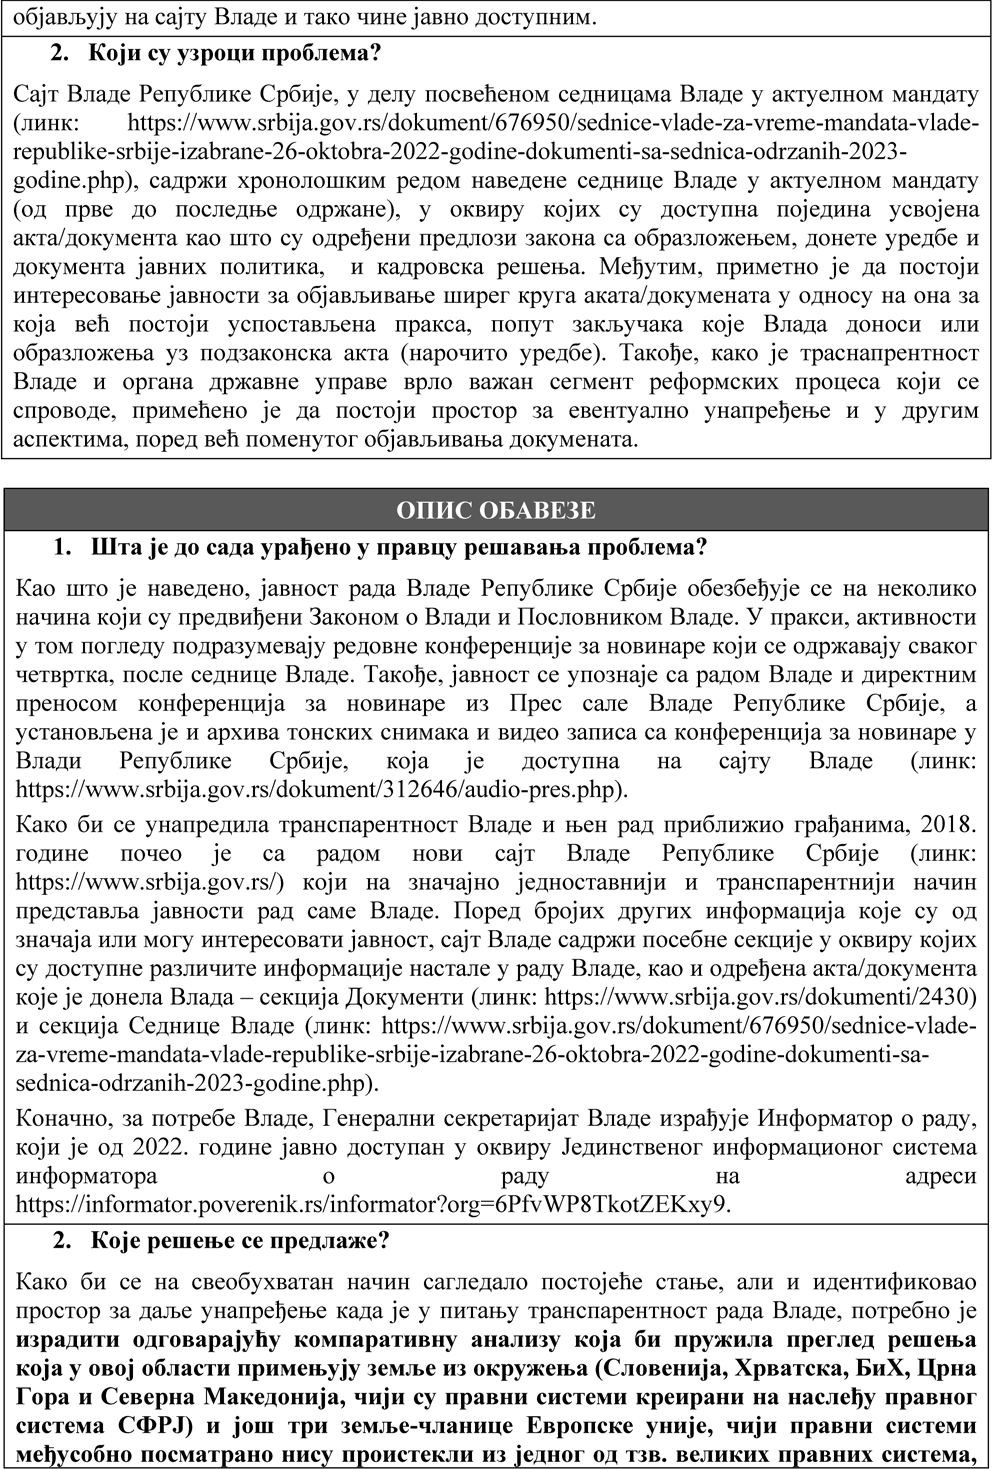 објављују на сајту Владе и тако чине јавно доступним.
2. Који су узроци проблема?
Сајт Владе Републике Србије, у делу посвећеном седницама Владе у актуелном мандату
(линк: https://www.srbija.gov.rs/dokument/676950/sednice-vlade-za-vreme-mandata-vlade-
republike-srbije-izabrane-26-oktobra-2022-godine-dokumenti-sa-sednica-odrzanih-2023-
godine.php), садржи хронолошким редом наведене седнице Владе у актуелном мандату
(од прве до последње одржане), у оквиру којих су доступна поједина усвојена
акта/документа као што су одређени предлози закона са образложењем, донете уредбе и
документа јавних политика, и кадровска решења. Међутим, приметно је да постоји
интересовање јавности за објављивање ширег круга аката/докумената у односу на она за
која већ постоји успостављена пракса, попут закључака које Влада доноси или
образложења уз подзаконска акта (нарочито уредбе). Такође, како је траснапрентност
Владе и органа државне управе врло важан сегмент реформских процеса који се
спроводе, примећено је да постоји простор за евентуално унапређење и у другим
аспектима, поред већ поменутог објављивања докумената.
ОПИС ОБАВЕЗЕ
1. Шта је до сада урађено у правцу решавања проблема?
Као што је наведено, јавност рада Владе Републике Србије обезбеђује се на неколико
начина који су предвиђени Законом о Влади и Пословником Владе. У пракси, активности
у том погледу подразумевају редовне конференције за новинаре који се одржавају сваког
четвртка, после седнице Владе. Такође, јавност се упознаје са радом Владе и директним
преносом конференција за новинаре из Прес сале Владе Републике Србије, а
установљена је и архива тонских снимака и видео записа са конференција за новинаре у
Влади Републике Србије, која је доступна на сајту Владе (линк:
https://www.srbija.gov.rs/dokument/312646/audio-pres.php).
Како би се унапредила транспарентност Владе и њен рад приближио грађанима, 2018.
године почео је са радом нови сајт Владе Републике Србије (линк:
https://www.srbija.gov.rs/) који на значајно једноставнији и транспарентнији начин
представља јавности рад саме Владе. Поред бројих других информација које су од
значаја или могу интересовати јавност, сајт Владе садржи посебне секције у оквиру којих
су доступне различите информације настале у раду Владе, као и одређена акта/документа
које је донела Влада – секција Документи (линк: https://www.srbija.gov.rs/dokumenti/2430)
и секција Седнице Владе (линк: https://www.srbija.gov.rs/dokument/676950/sednice-vlade-
za-vreme-mandata-vlade-republike-srbije-izabrane-26-oktobra-2022-godine-dokumenti-sa-
sednica-odrzanih-2023-godine.php).
Коначно, за потребе Владе, Генерални секретаријат Владе израђује Информатор о раду,
који је од 2022. године јавно доступан у оквиру Јединственог информационог система
информатора о раду на адреси
https://informator.poverenik.rs/informator?org=6PfvWP8TkotZEKxy9.
2. Које решење се предлаже?
Како би се на свеобухватан начин сагледало постојеће стање, али и идентификовао
простор за даље унапређење када је у питању транспарентност рада Владе, потребно је
израдити одговарајућу компаративну анализу која би пружила преглед решења
која у овој области примењују земље из окружења (Словенија, Хрватска, БиХ, Црна
Гора и Северна Македонија, чији су правни системи креирани на наслеђу правног
система СФРЈ) и још три земље-чланице Европске уније, чији правни системи
међусобно посматрано нису проистекли из једног од тзв. великих правних система,